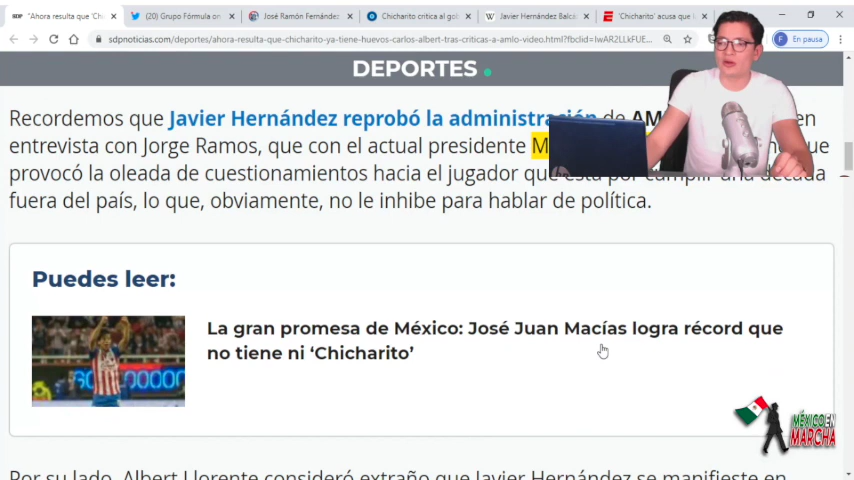 "Ahora resulta que 'Chi
(20) Grupo Fórmula on
José Ramón Fernández
Chicharito critica al gob
Javier Hernández Balcá
'Chicharito' acusa que l
sdpnoticias.com/deportes/ahora-resulta-que-chicharito-ya-tiene-huevos-carlos-albert-tras-criticas-a-amlo-video.html?fbclid=IwAR2LLkFUE...
En pausa
DEPORTES
Recordemos que Javier Hernández reprobó la administración de AM en
entrevista con Jorge Ramos, que con el actual presidente M que
provocó la oleada de cuestionamientos hacia el jugador que está por cumplir una década
fuera del país, lo que, obviamente, no le inhibe para hablar de política.
Puedes leer:
La gran promesa de México: José Juan Macías logra récord que
no tiene ni ‘Chicharito’
MÉXICO EN
MARCHA
Por su lado, Albert Llorente consideró extraño que Javier Hernández se manifieste en